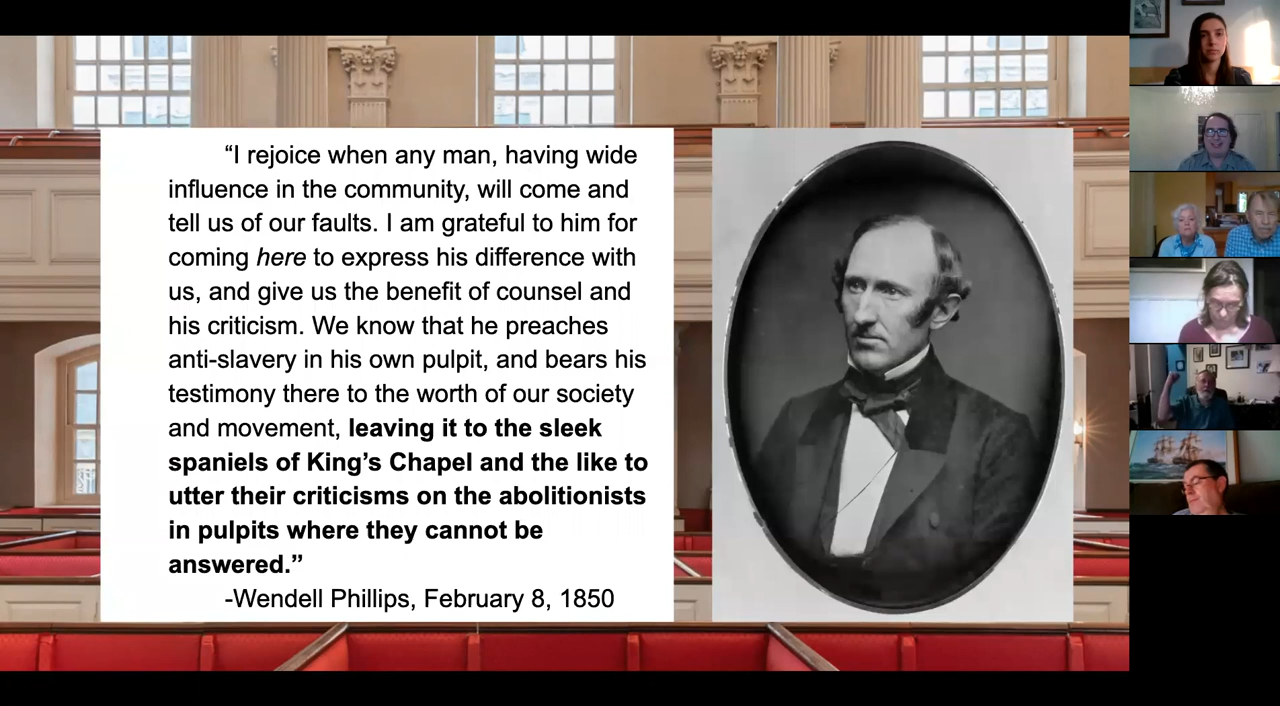 “I rejoice when any man, having wide
influence in the community, will come and
tell us of our faults. I am grateful to him for
coming here to express his difference with
us, and give us the benefit of counsel and
his criticism. We know that he preaches
anti-slavery in his own pulpit, and bears his
testimony there to the worth of our society
and movement, leaving it to the sleek
spaniels of King’s Chapel and the like to
utter their criticisms on the abolitionists
in pulpits where they cannot be
answered.”
-Wendell Phillips, February 8, 1850